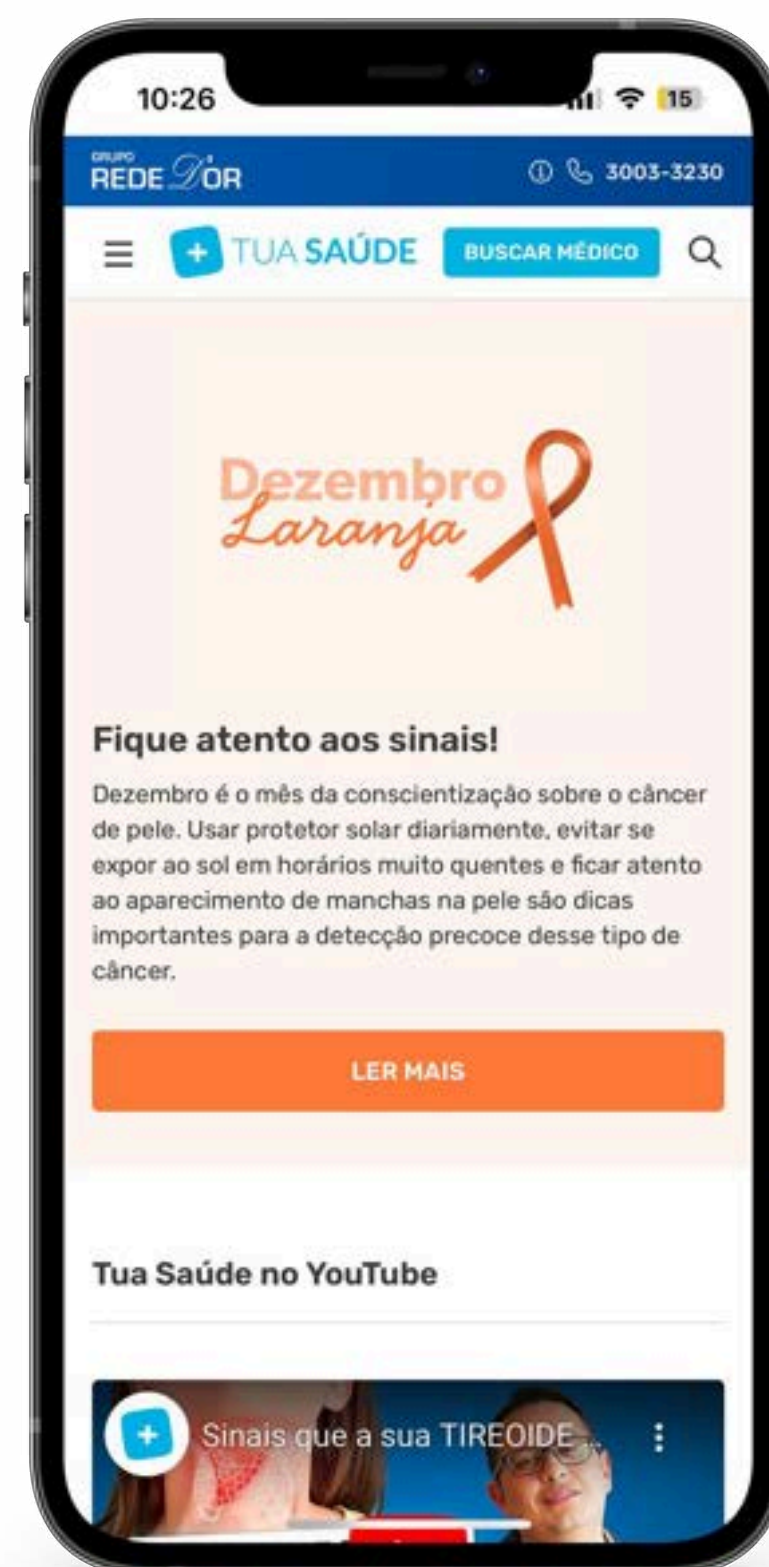 10:26
15
GRUPO
REDE D'OR
3003-3230
TUA SAÚDE
BUSCAR MÉDICO
Dezembro
Laranja
Fique atento aos sinais!
Dezembro é o mês da conscientização sobre o câncer
de pele. Usar protetor solar diariamente, evitar se
expor ao sol em horários muito quentes e ficar atento
ao aparecimento de manchas na pele são dicas
importantes para a detecção precoce desse tipo de
câncer.
LER MAIS
Tua Saúde no YouTube
Sinais que a sua TIREOIDE ...